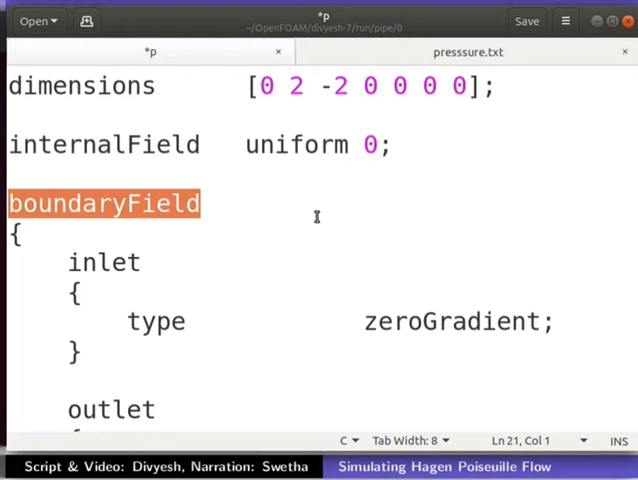 Open
*p
~/OpenFOAM/divyesh-7/run/pipe/0
Save
*p
presssure.txt
dimensions [0 2 -2 0 0 0 0];
internalField uniform 0;
boundaryField
{
inlet
{
type zeroGradient;
}
outlet
C Tab Width: 8 Ln 21, Col 1 INS
Script & Video: Divyesh, Narration: Swetha
Simulating Hagen Poiseuille Flow